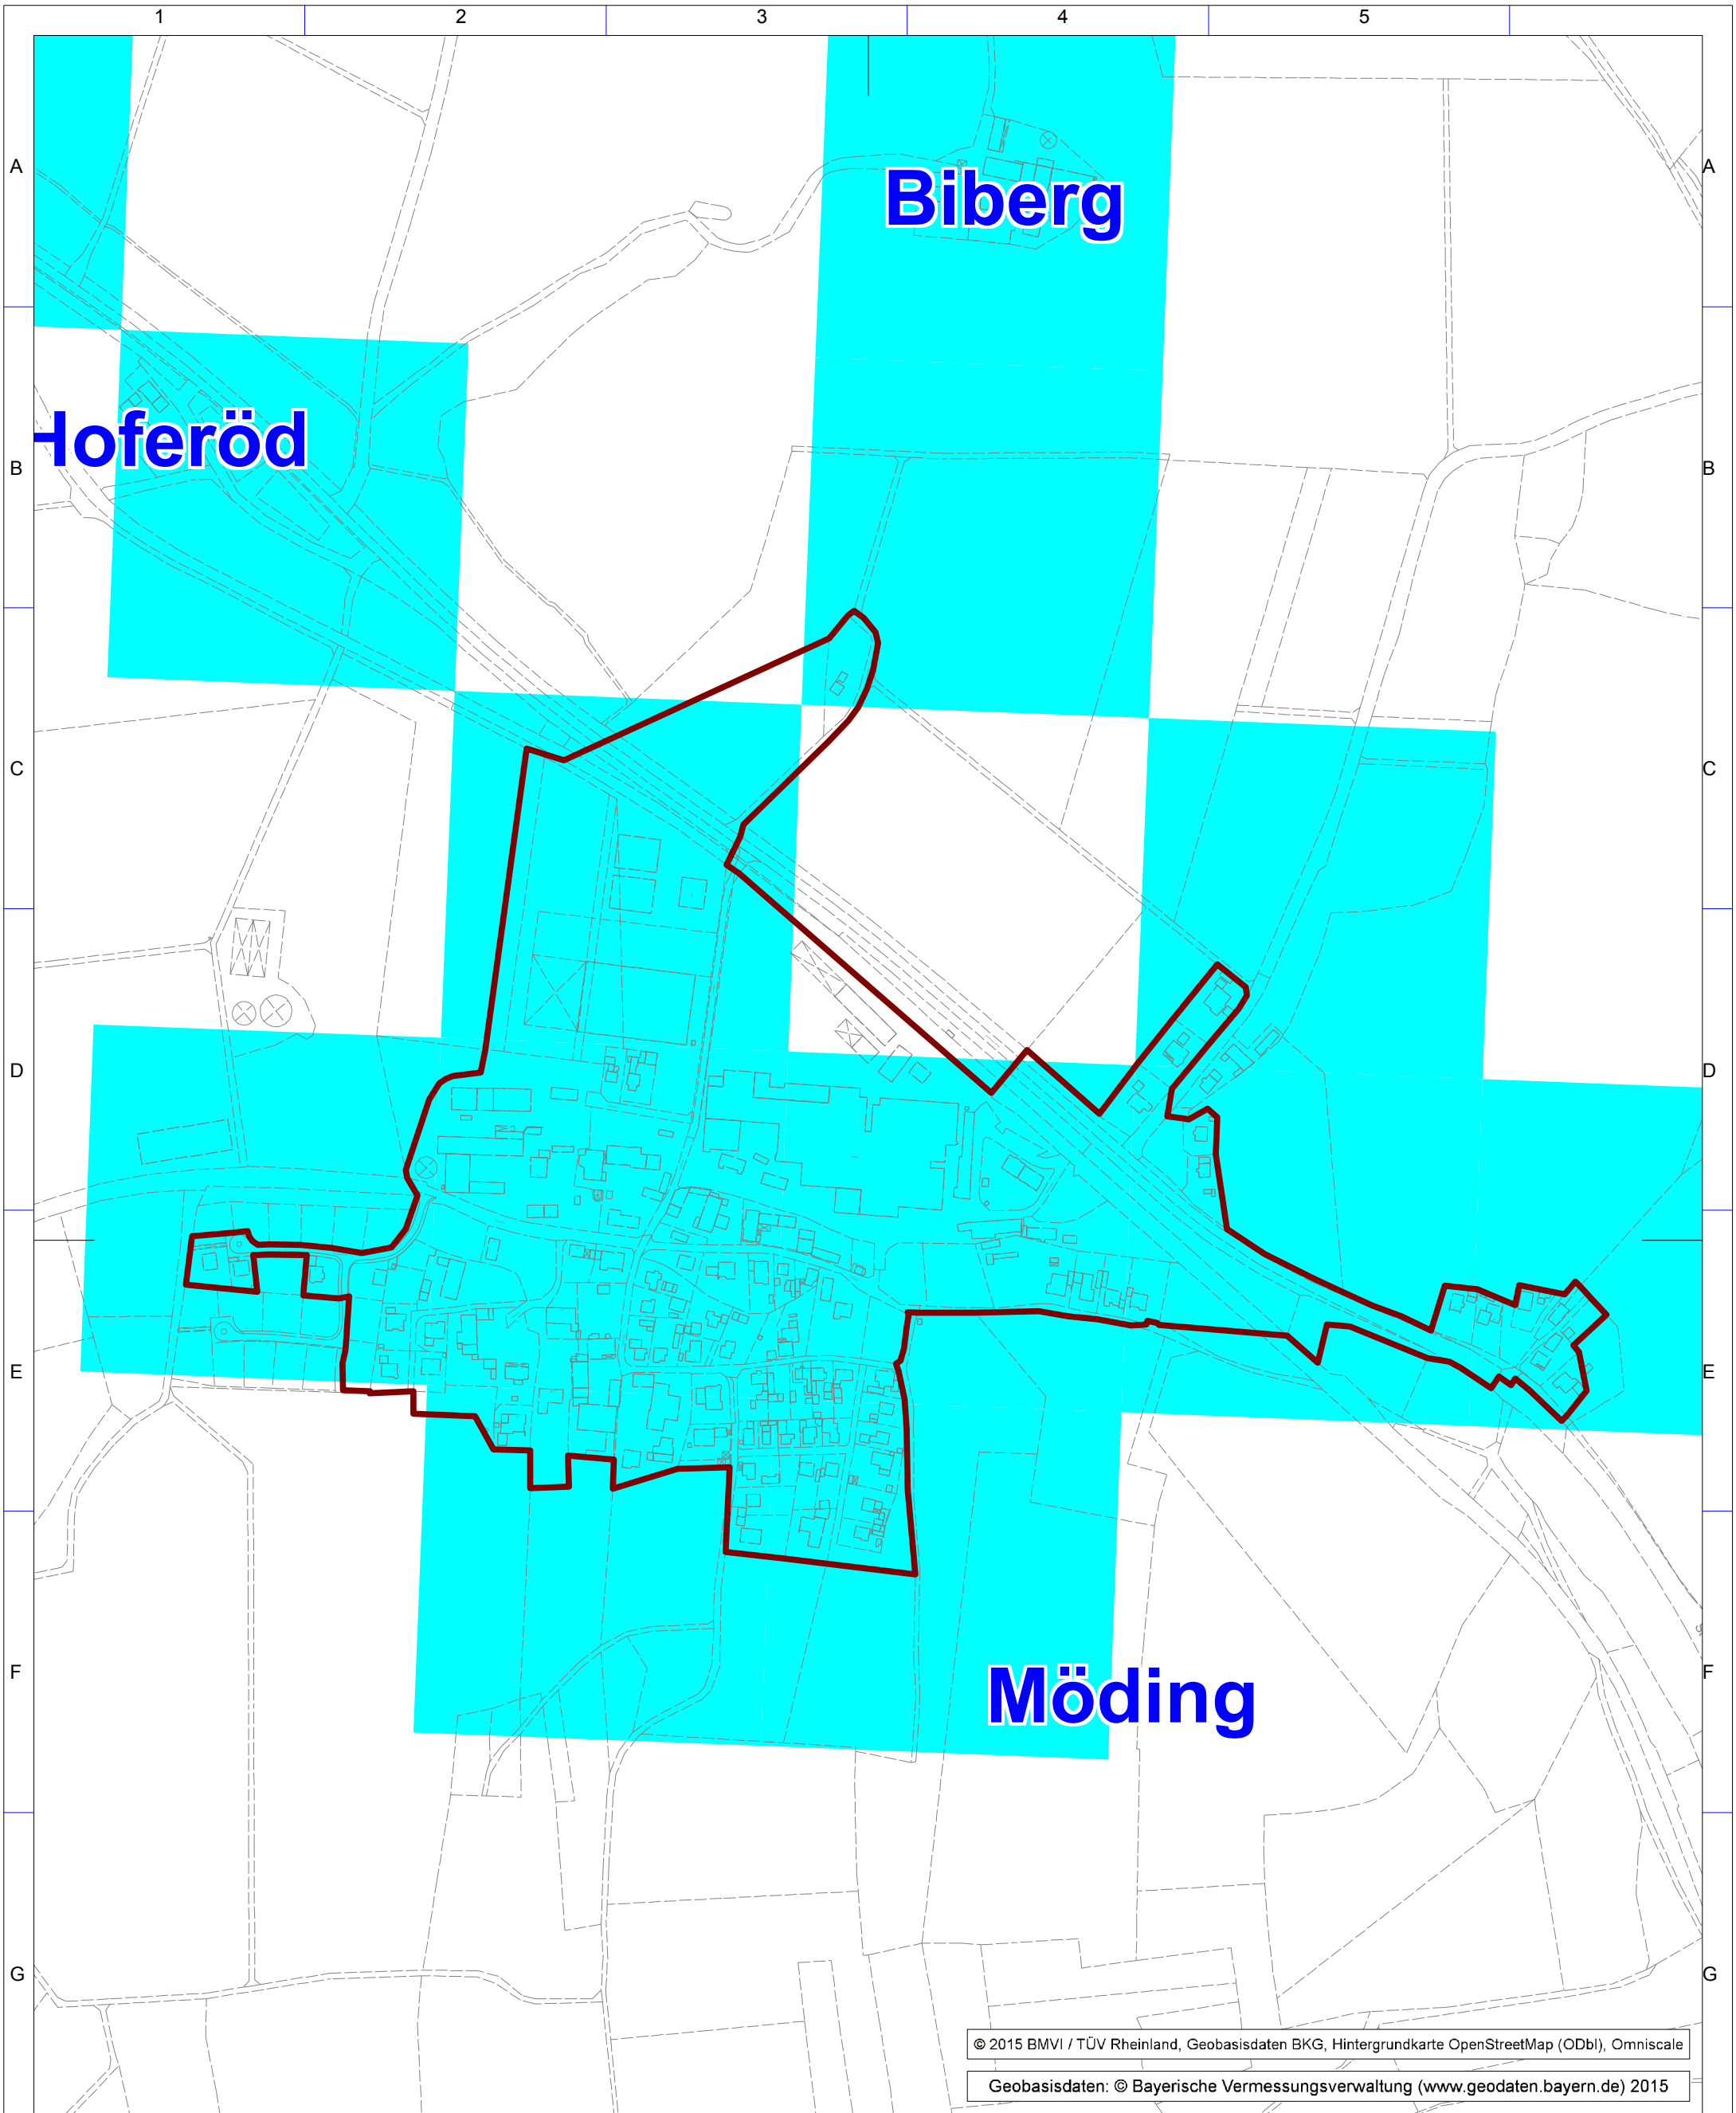 1 2 3 4 5
A A
Biberg
Hoferöd
B B
C C
D D
E E
F F
Möding
G G
© 2015 BMVI / TÜV Rheinland, Geobasisdaten BKG, Hintergrundkarte OpenStreetMap (ODbl), Omniscale
Geobasisdaten: © Bayerische Vermessungsverwaltung (www.geodaten.bayern.de) 2015